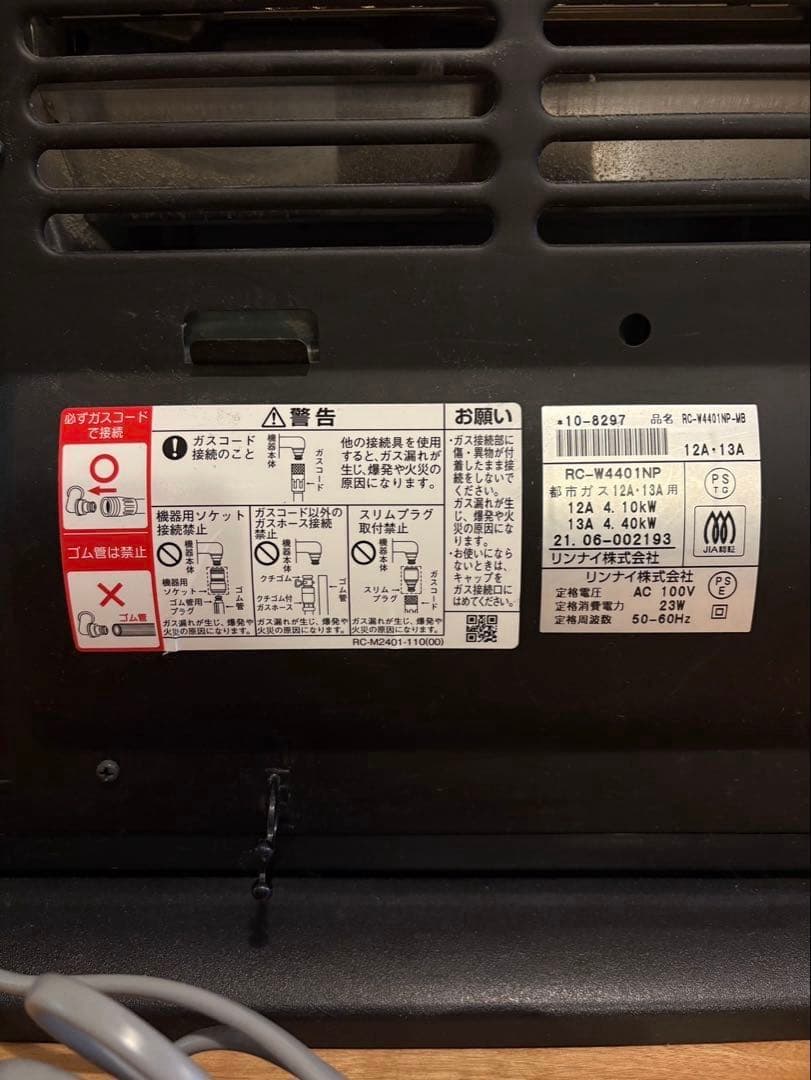 必ずガスコード
で接続
ゴム管は禁止
ゴム管
警告
ガスコード
接続のこと
機器本体
ガスコード
他の接続具を使用
すると、ガス漏れが
生じ、爆発や火災の
原因になります。
機器用ソケット
接続禁止
機器本体
機器用
ソケット
ゴム管用
プラグ
ゴム管
ガス漏れが生じ、爆発や
火災の原因になります。
ガスコード以外の
ガスホース接続
禁止
機器本体
クチゴム
クチゴム付
ガスホース
ゴム管
ガス漏れが生じ、爆発や
火災の原因になります。
スリムプラグ
取付禁止
機器本体
スリム
プラグ
ガスコード
ガス漏れが生じ、爆発や
火災の原因になります。
RC-M2401-110(00)
お願い
・ガス接続部に
傷・異物が付
着したまま接
続をしないで
ください。
ガス漏れが生
じ、爆発や火
災の原因にな
ります。
・お使いになら
ないときは、
キャップを
ガス接続口に
はめてください。
*10-8297 品名 RC-W4401NP-MB
12A・13A
RC-W4401NP
都市ガス12A・13A用
12A 4.10kW
13A 4.40kW
21.06-002193
リンナイ株式会社
PS
TG
JIA認証
リンナイ株式会社
定格電圧 AC 100V
定格消費電力 23W
定格周波数 50-60Hz
PS
E